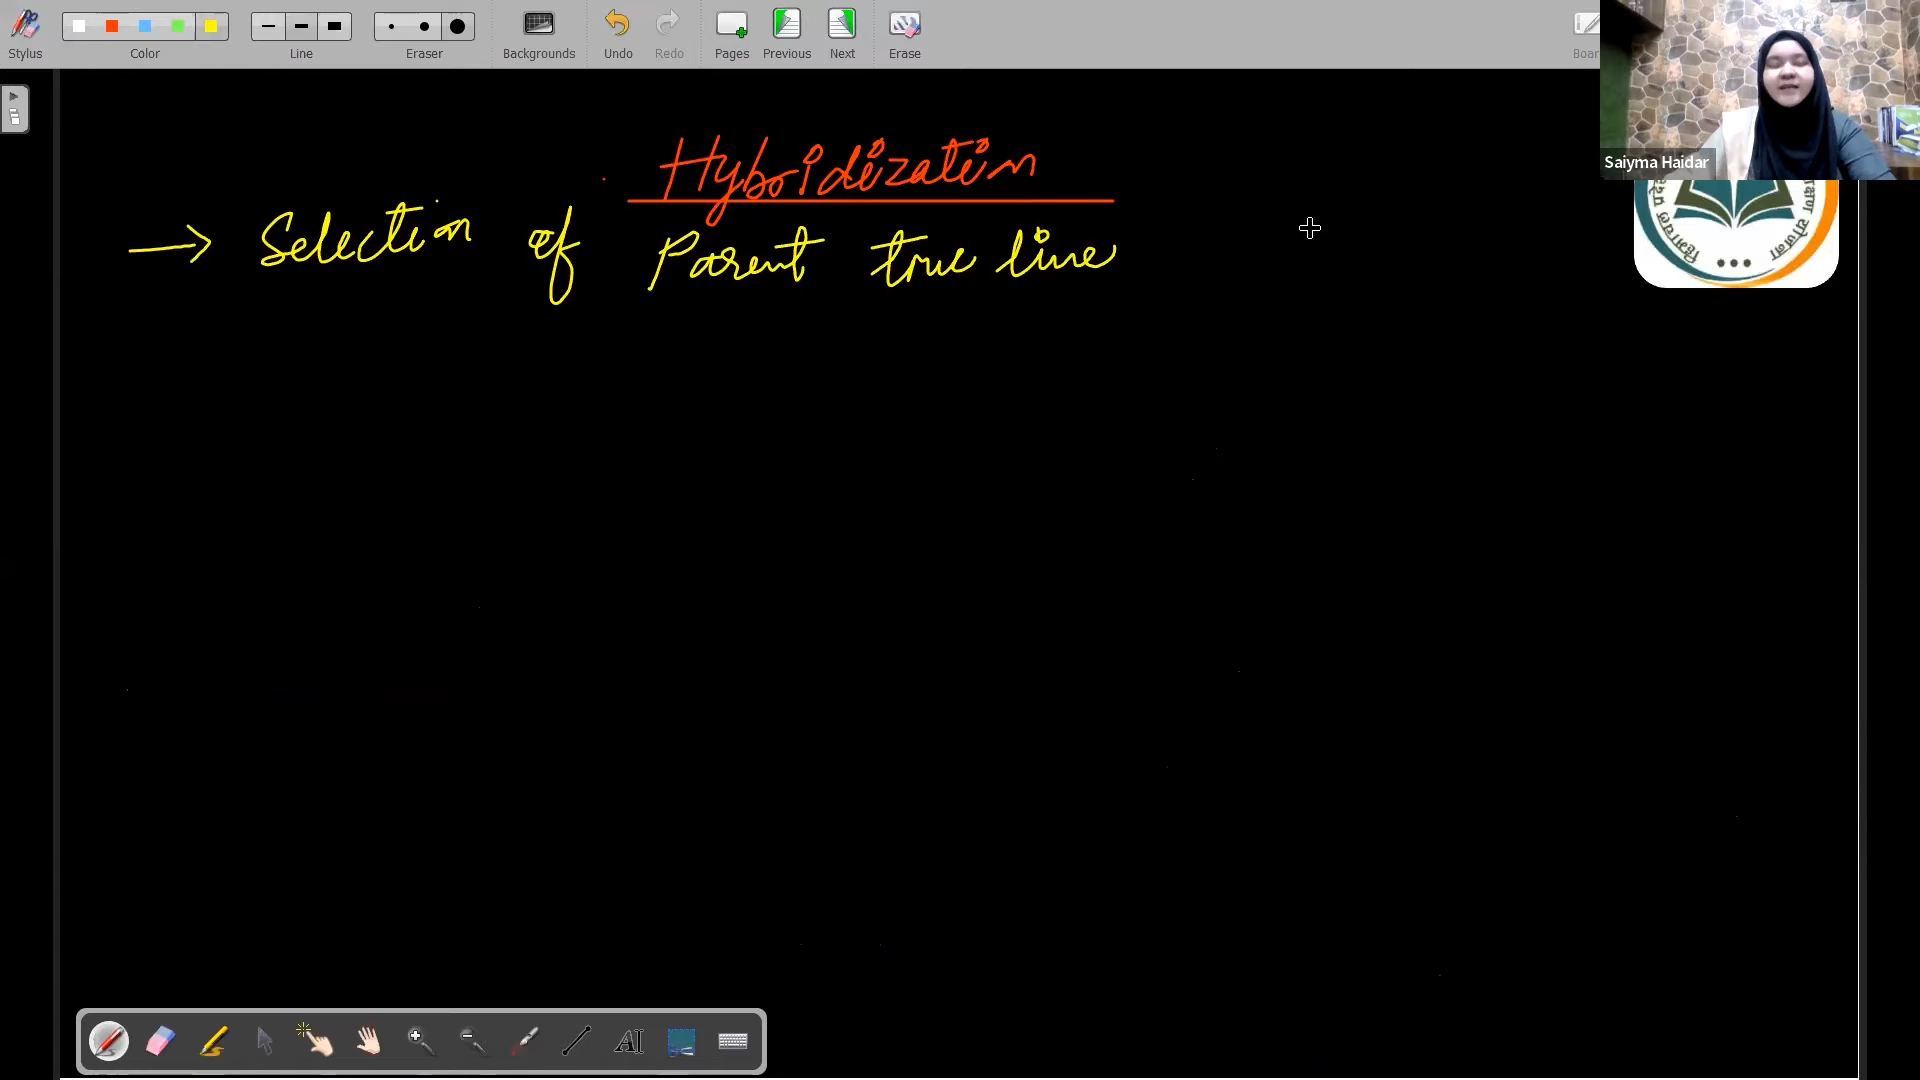 Stylus Color Line Eraser Backgrounds Undo Redo Pages Previous Next Erase Boar
Saiyma Haidar
Hybridization
→ Selection of Parent true line